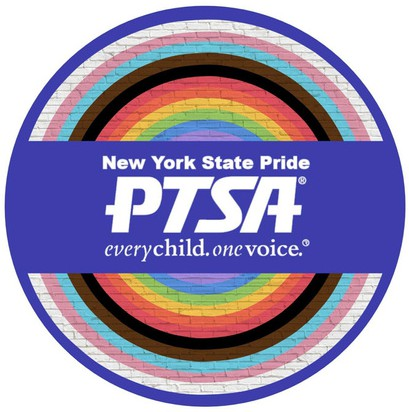 New York State Pride
PTSA®
everychild.onevoice.®